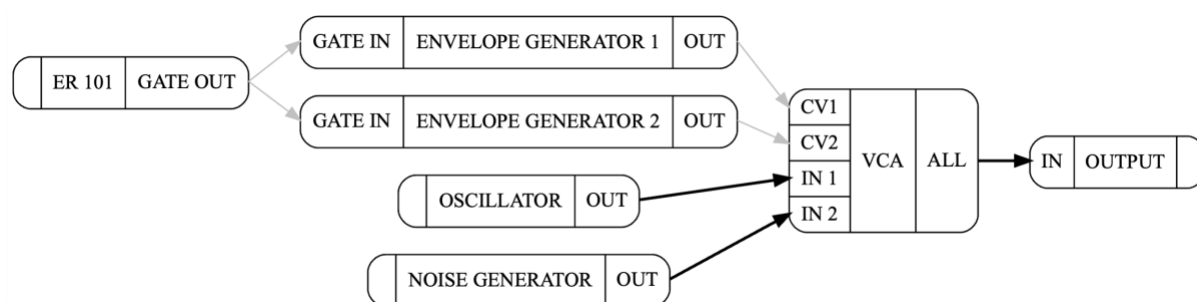 ER 101 GATE OUT
GATE IN ENVELOPE GENERATOR 1 OUT
GATE IN ENVELOPE GENERATOR 2 OUT
OSCILLATOR OUT
NOISE GENERATOR OUT
CV1
CV2
IN 1
IN 2
VCA ALL
IN OUTPUT